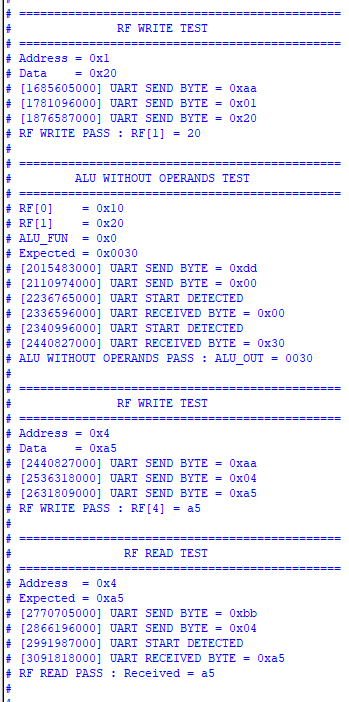 # ==============================================
#               RF WRITE TEST
# ==============================================
# Address = 0x1
# Data    = 0x20
# [1685605000] UART SEND BYTE = 0xaa
# [1781096000] UART SEND BYTE = 0x01
# [1876587000] UART SEND BYTE = 0x20
# RF WRITE PASS : RF[1] = 20
#
# ==============================================
#         ALU WITHOUT OPERANDS TEST
# ==============================================
# RF[0]    = 0x10
# RF[1]    = 0x20
# ALU_FUN  = 0x0
# Expected = 0x0030
# [2015483000] UART SEND BYTE = 0xdd
# [2110974000] UART SEND BYTE = 0x00
# [2236765000] UART START DETECTED
# [2336596000] UART RECEIVED BYTE = 0x00
# [2340996000] UART START DETECTED
# [2440827000] UART RECEIVED BYTE = 0x30
# ALU WITHOUT OPERANDS PASS : ALU_OUT = 0030
#
# ==============================================
#               RF WRITE TEST
# ==============================================
# Address = 0x4
# Data    = 0xa5
# [2440827000] UART SEND BYTE = 0xaa
# [2536318000] UART SEND BYTE = 0x04
# [2631809000] UART SEND BYTE = 0xa5
# RF WRITE PASS : RF[4] = a5
#
# ==============================================
#                RF READ TEST
# ==============================================
# Address  = 0x4
# Expected = 0xa5
# [2770705000] UART SEND BYTE = 0xbb
# [2866196000] UART SEND BYTE = 0x04
# [2991987000] UART START DETECTED
# [3091818000] UART RECEIVED BYTE = 0xa5
# RF READ PASS : Received = a5
#